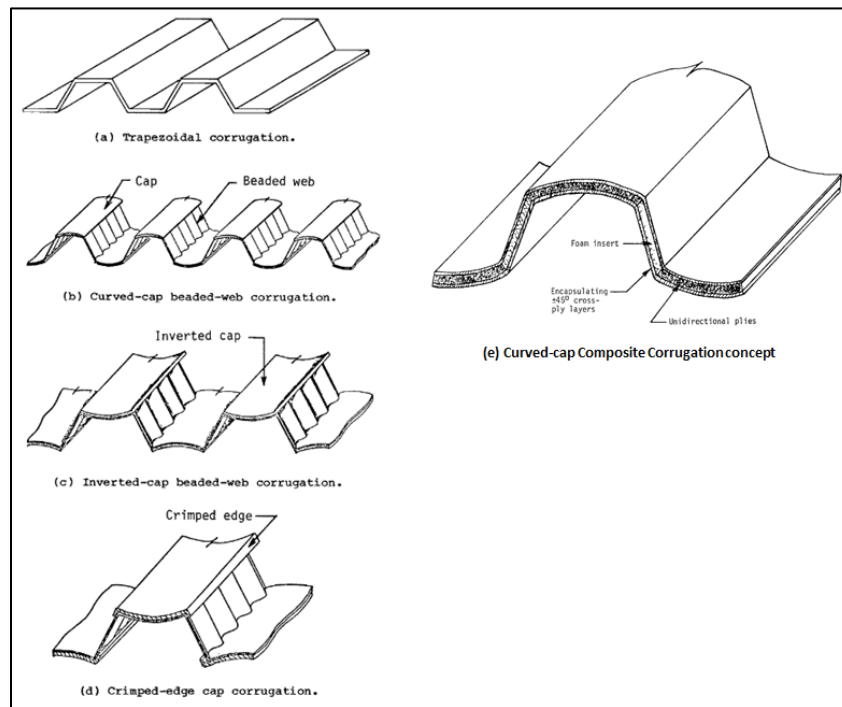 (a) Trapezoidal corrugation.
Cap
Beaded web
(b) Curved-cap beaded-web corrugation.
Inverted cap
(c) Inverted-cap beaded-web corrugation.
Crimped edge
(d) Crimped-edge cap corrugation.
Foam insert
Encapsulating
±45° cross-
ply layers
Unidirectional plies
(e) Curved-cap Composite Corrugation concept